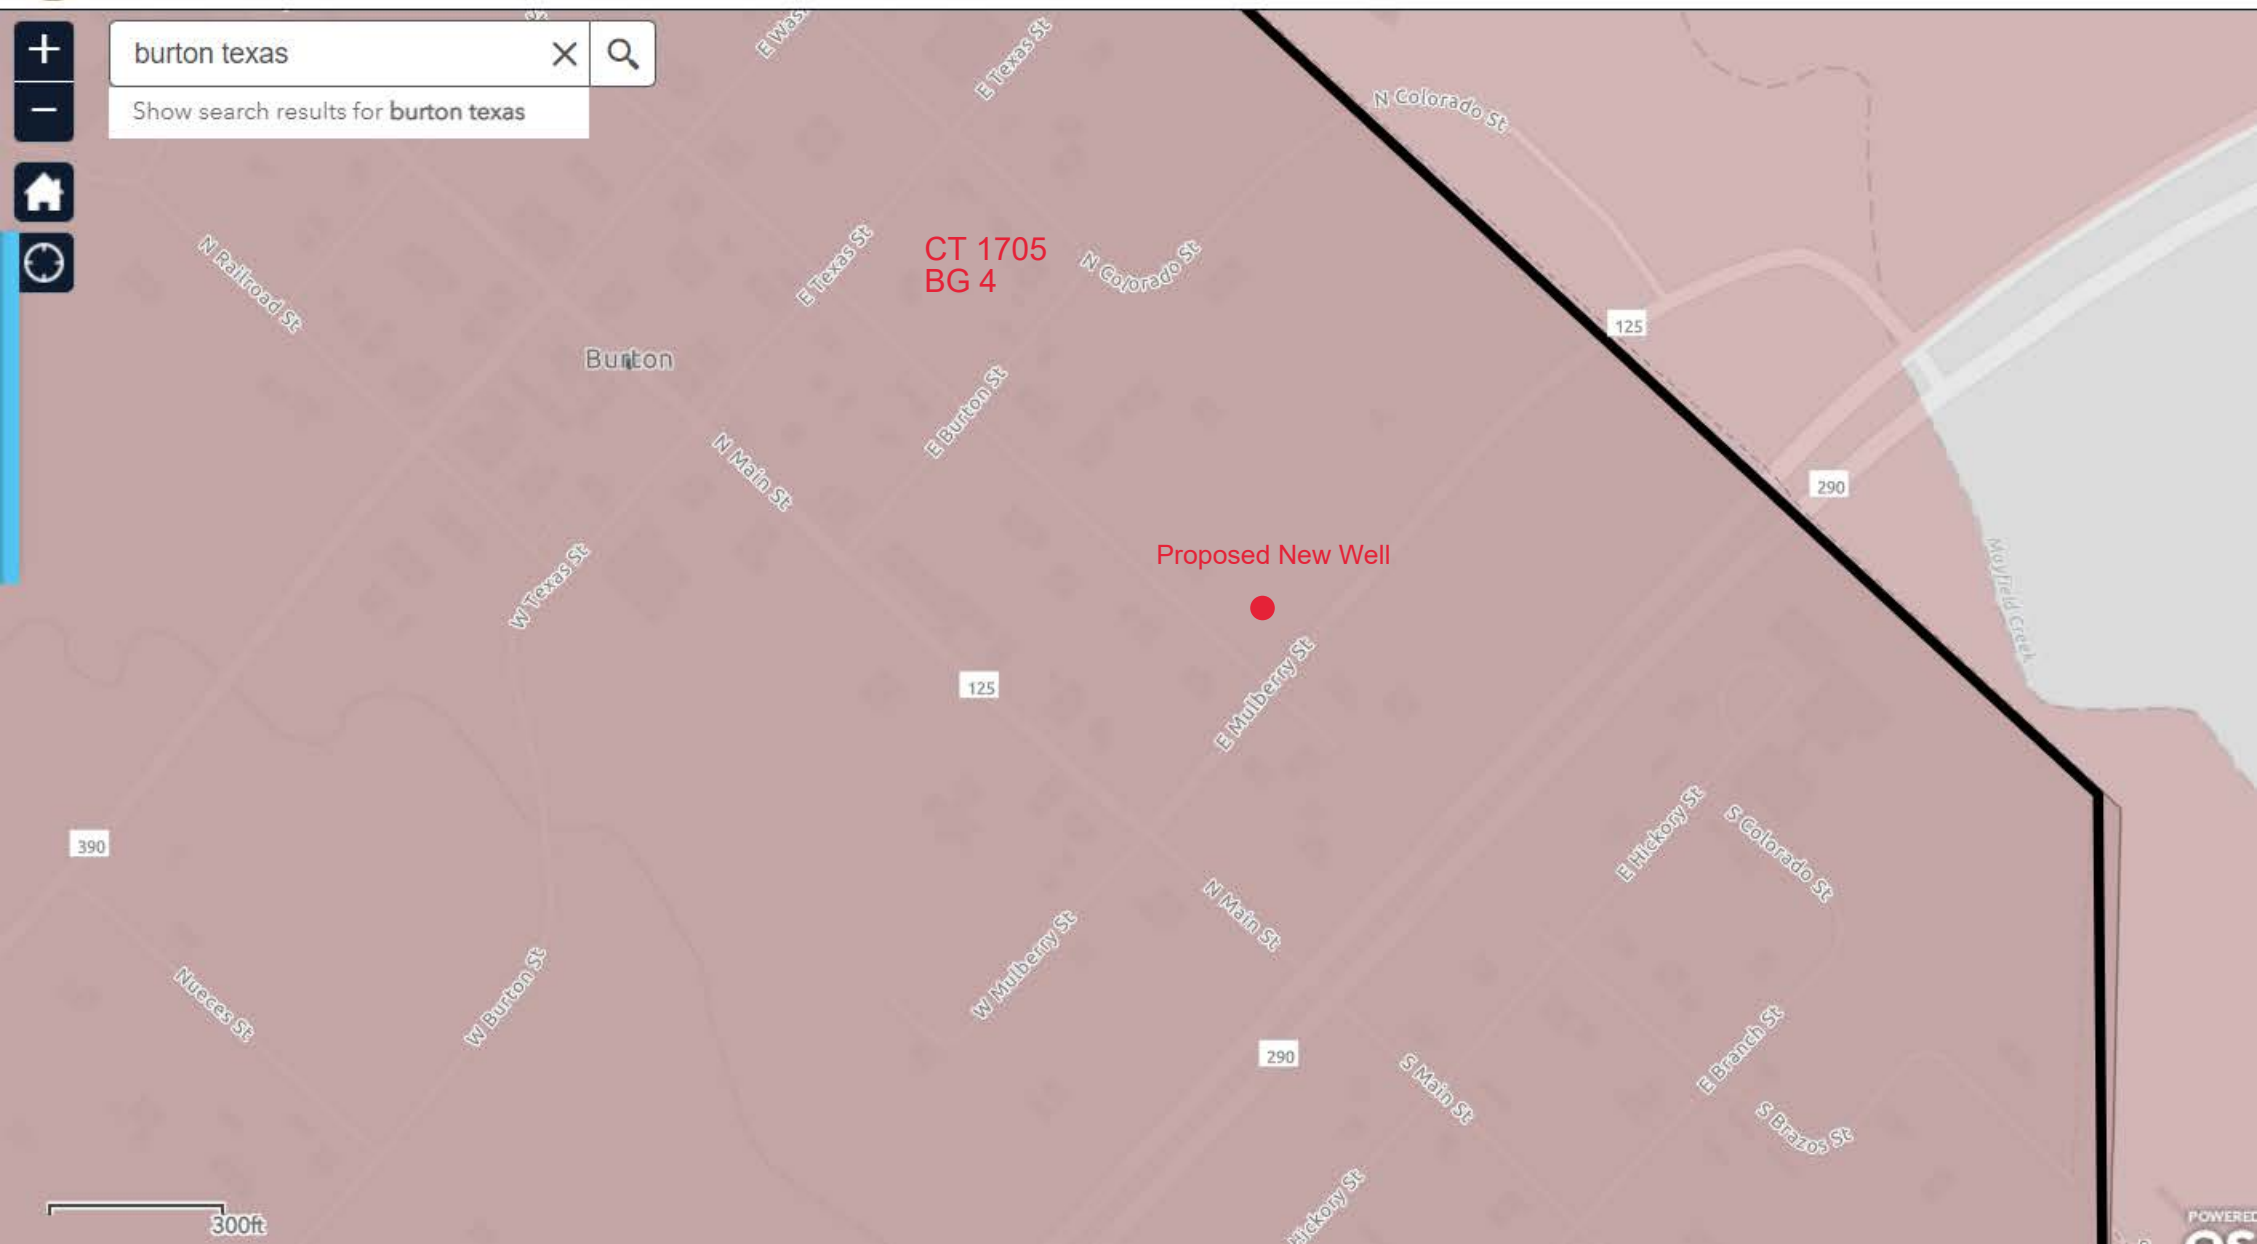 +
burton texas
−
Show search results for burton texas
E Texas St
N Colorado St
N Railroad St
E Texas St
CT 1705
BG 4
N Colorado St
125
Burton
E Burton St
N Main St
290
Proposed New Well
W Texas St
Mayfield Creek
E Mulberry St
125
E Hickory St
S Colorado St
390
N Main St
W Mulberry St
Nueces St
W Burton St
E Branch St
290
S Main St
S Brazos St
Hickory St
300ft
POWERED